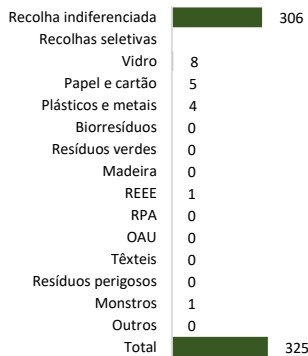 Recolha indiferenciada 306
Recolhas seletivas
Vidro 8
Papel e cartão 5
Plásticos e metais 4
Biorresíduos 0
Resíduos verdes 0
Madeira 0
REEE 1
RPA 0
OAU 0
Têxteis 0
Resíduos perigosos 0
Monstros 1
Outros 0
Total 325